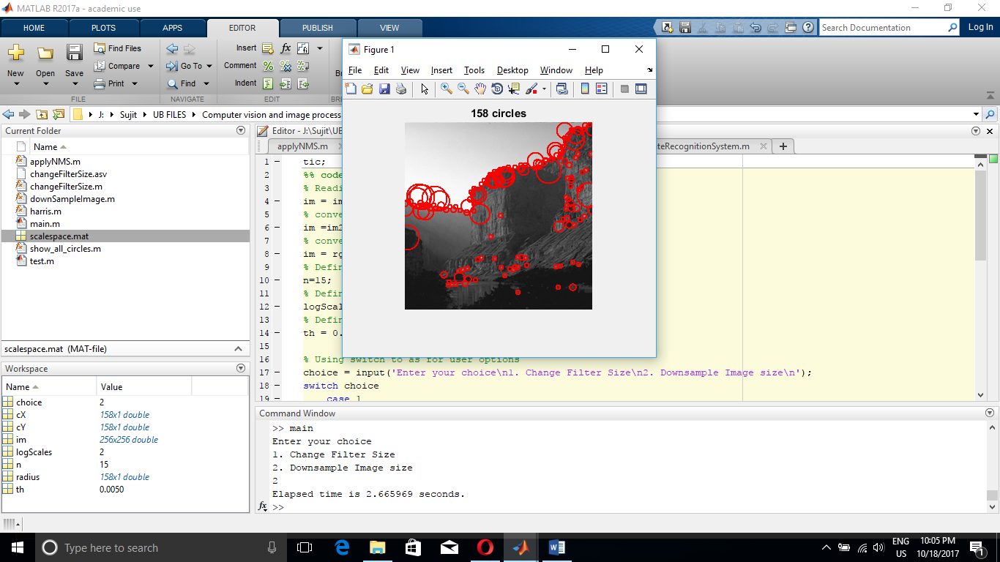 MATLAB R2017a - academic use
HOME PLOTS APPS EDITOR PUBLISH VIEW
Search Documentation
Log In
New Open Save
Find Files
Compare
Print
Go To
Find
Insert fx
Comment
Indent
FILE NAVIGATE EDIT
J: Sujit UB FILES Computer vision and image process
Current Folder
Name
applyNMS.m
changeFilterSize.asv
changeFilterSize.m
downSampleImage.m
harris.m
main.m
scalespace.mat
show_all_circles.m
test.m
scalespace.mat (MAT-file)
Workspace
Name Value
choice 2
cX 158x1 double
cY 158x1 double
im 256x256 double
logScales 2
n 15
radius 158x1 double
th 0.0050
Editor - J:\Sujit\UB
applyNMS.m
teRecognitionSystem.m
1 tic;
2 %% code
3 % Readi
4 im = im
5 % conve
6 im =im2
7 % conve
8 im = rg
9 % Defin
10 n=15;
11 % Defin
12 logScal
13 % Defin
14 th = 0.
15
16 % Using switch to as for user options
17 choice = input('Enter your choice\n1. Change Filter Size\n2. Downsample Image size\n');
18 switch choice
19 case 1
Figure 1
File Edit View Insert Tools Desktop Window Help
158 circles
Command Window
>> main
Enter your choice
1. Change Filter Size
2. Downsample Image size
2
Elapsed time is 2.665969 seconds.
fx >>
Type here to search
ENG
US
10:05 PM
10/18/2017
1